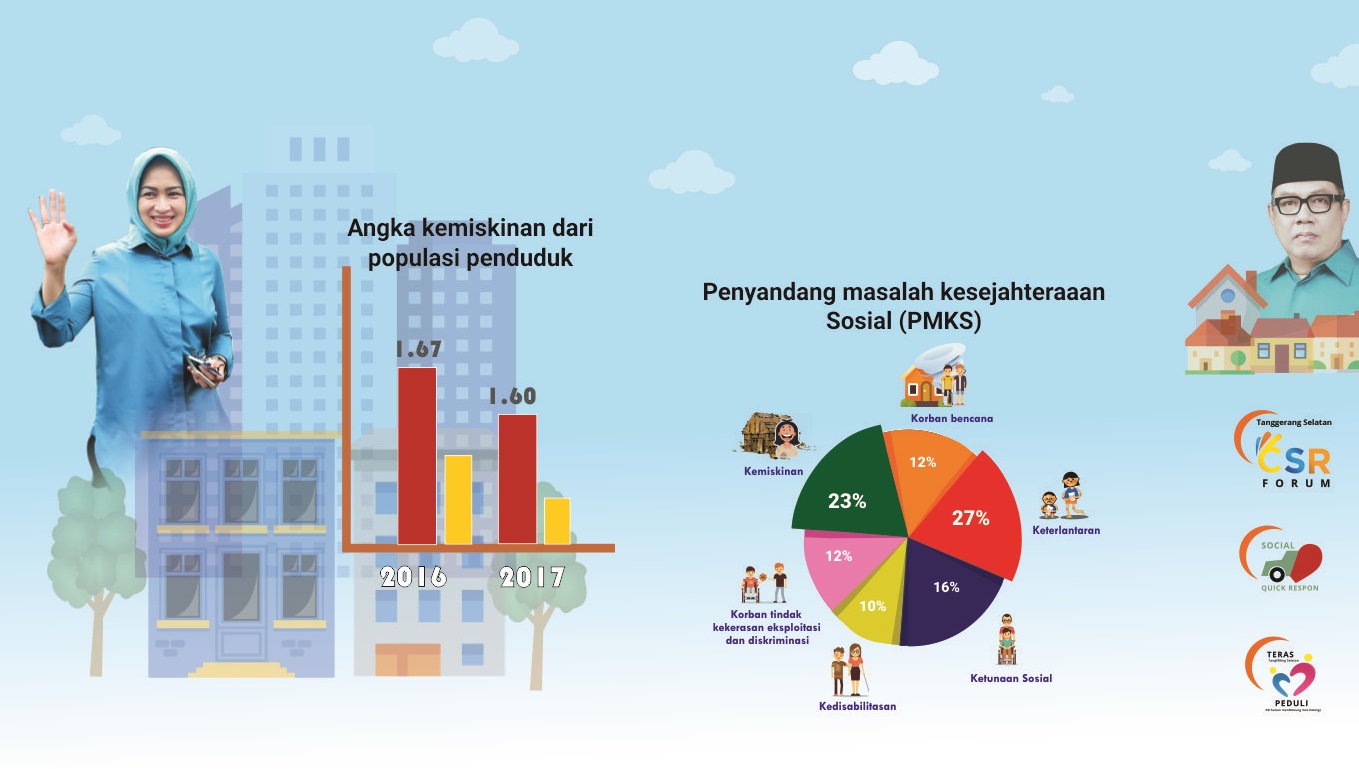 Angka kemiskinan dari
populasi penduduk
1.67
1.60
2016
2017
Penyandang masalah kesejahteraaan
Sosial (PMKS)
Korban bencana
Kemiskinan
12%
23%
27%
Keterlantaran
12%
16%
10%
Korban tindak
kekerasan eksploitasi
dan diskriminasi
Ketunaan Sosial
Kedisabilitasan
Tanggerang Selatan
CSR
FORUM
SOCIAL
QUICK RESPON
TERAS
PEDULI